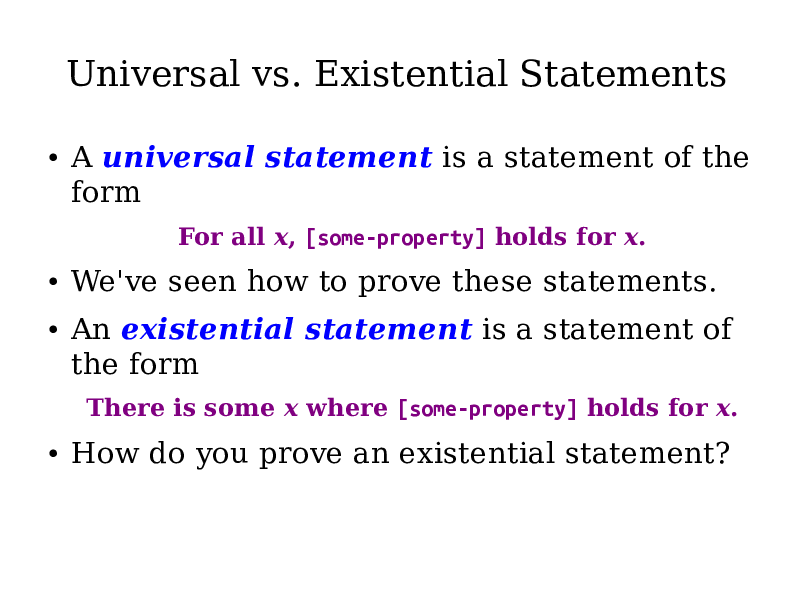 Universal vs. Existential Statements
• A universal statement is a statement of the
form
For all x, [some-property] holds for x.
• We've seen how to prove these statements.
• An existential statement is a statement of
the form
There is some x where [some-property] holds for x.
• How do you prove an existential statement?